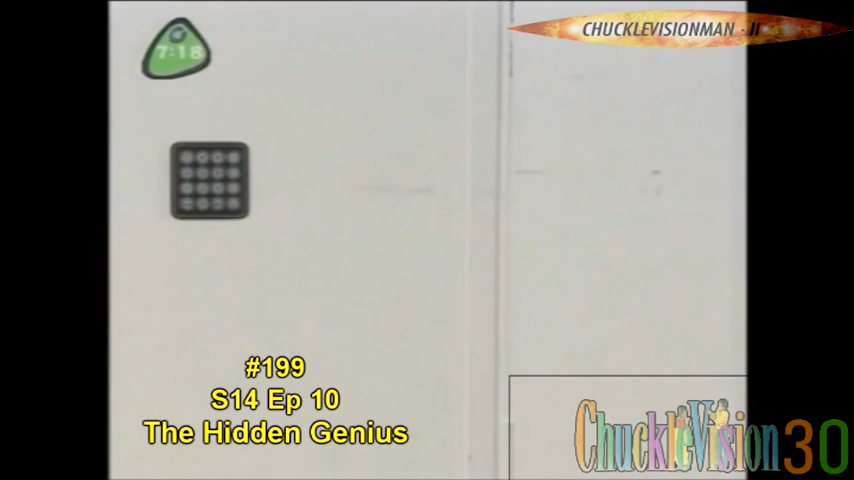 7:18
CHUCKLEVISIONMAN - II
#199
S14 Ep 10
The Hidden Genius
ChuckleVision30